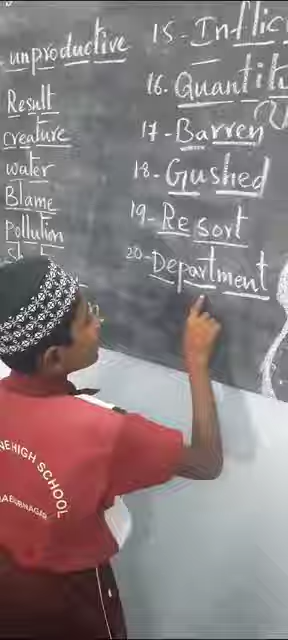 unproductive
Result
creature
water
Blame
Pollution
15 - Inflic
16. Quantit
17 - Barren
18 - Gushed
19 - Resort
20 - Department
HIGH SCHOOL